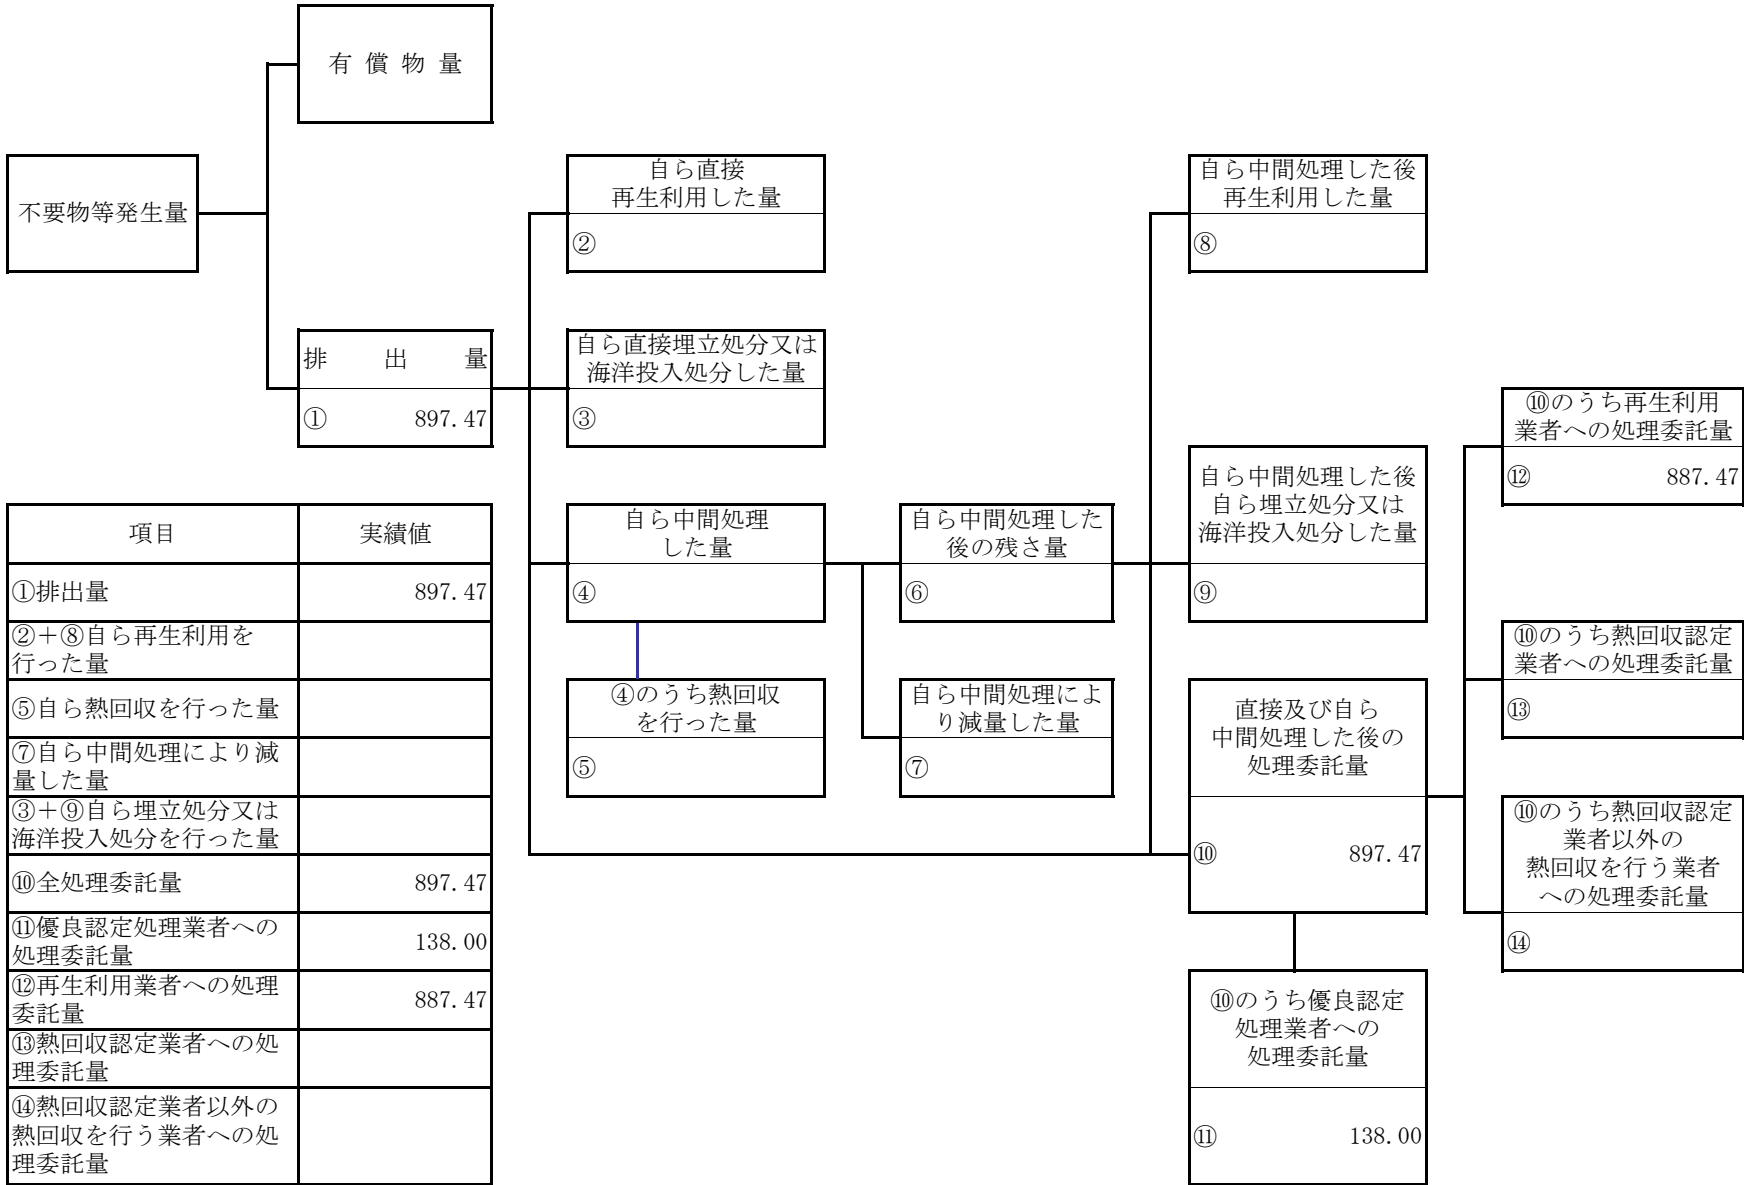 有 償 物 量
不要物等発生量
自ら直接
再生利用した量
②
自ら中間処理した後
再生利用した量
⑧
排 出 量
① 897.47
自ら直接埋立処分又は
海洋投入処分した量
③
⑩のうち再生利用
業者への処理委託量
⑫ 887.47
自ら中間処理した後
自ら埋立処分又は
海洋投入処分した量
⑨
自ら中間処理
した量
④
自ら中間処理した
後の残さ量
⑥
⑩のうち熱回収認定
業者への処理委託量
⑬
④のうち熱回収
を行った量
⑤
自ら中間処理によ
り減量した量
⑦
直接及び自ら
中間処理した後の
処理委託量
⑩ 897.47
⑩のうち熱回収認定
業者以外の
熱回収を行う業者
への処理委託量
⑭
⑩のうち優良認定
処理業者への
処理委託量
⑪ 138.00
項目 実績値
①排出量 897.47
②＋⑧自ら再生利用を
行った量
⑤自ら熱回収を行った量
⑦自ら中間処理により減
量した量
③＋⑨自ら埋立処分又は
海洋投入処分を行った量
⑩全処理委託量 897.47
⑪優良認定処理業者への
処理委託量 138.00
⑫再生利用業者への処理
委託量 887.47
⑬熱回収認定業者への処
理委託量
⑭熱回収認定業者以外の
熱回収を行う業者への処
理委託量